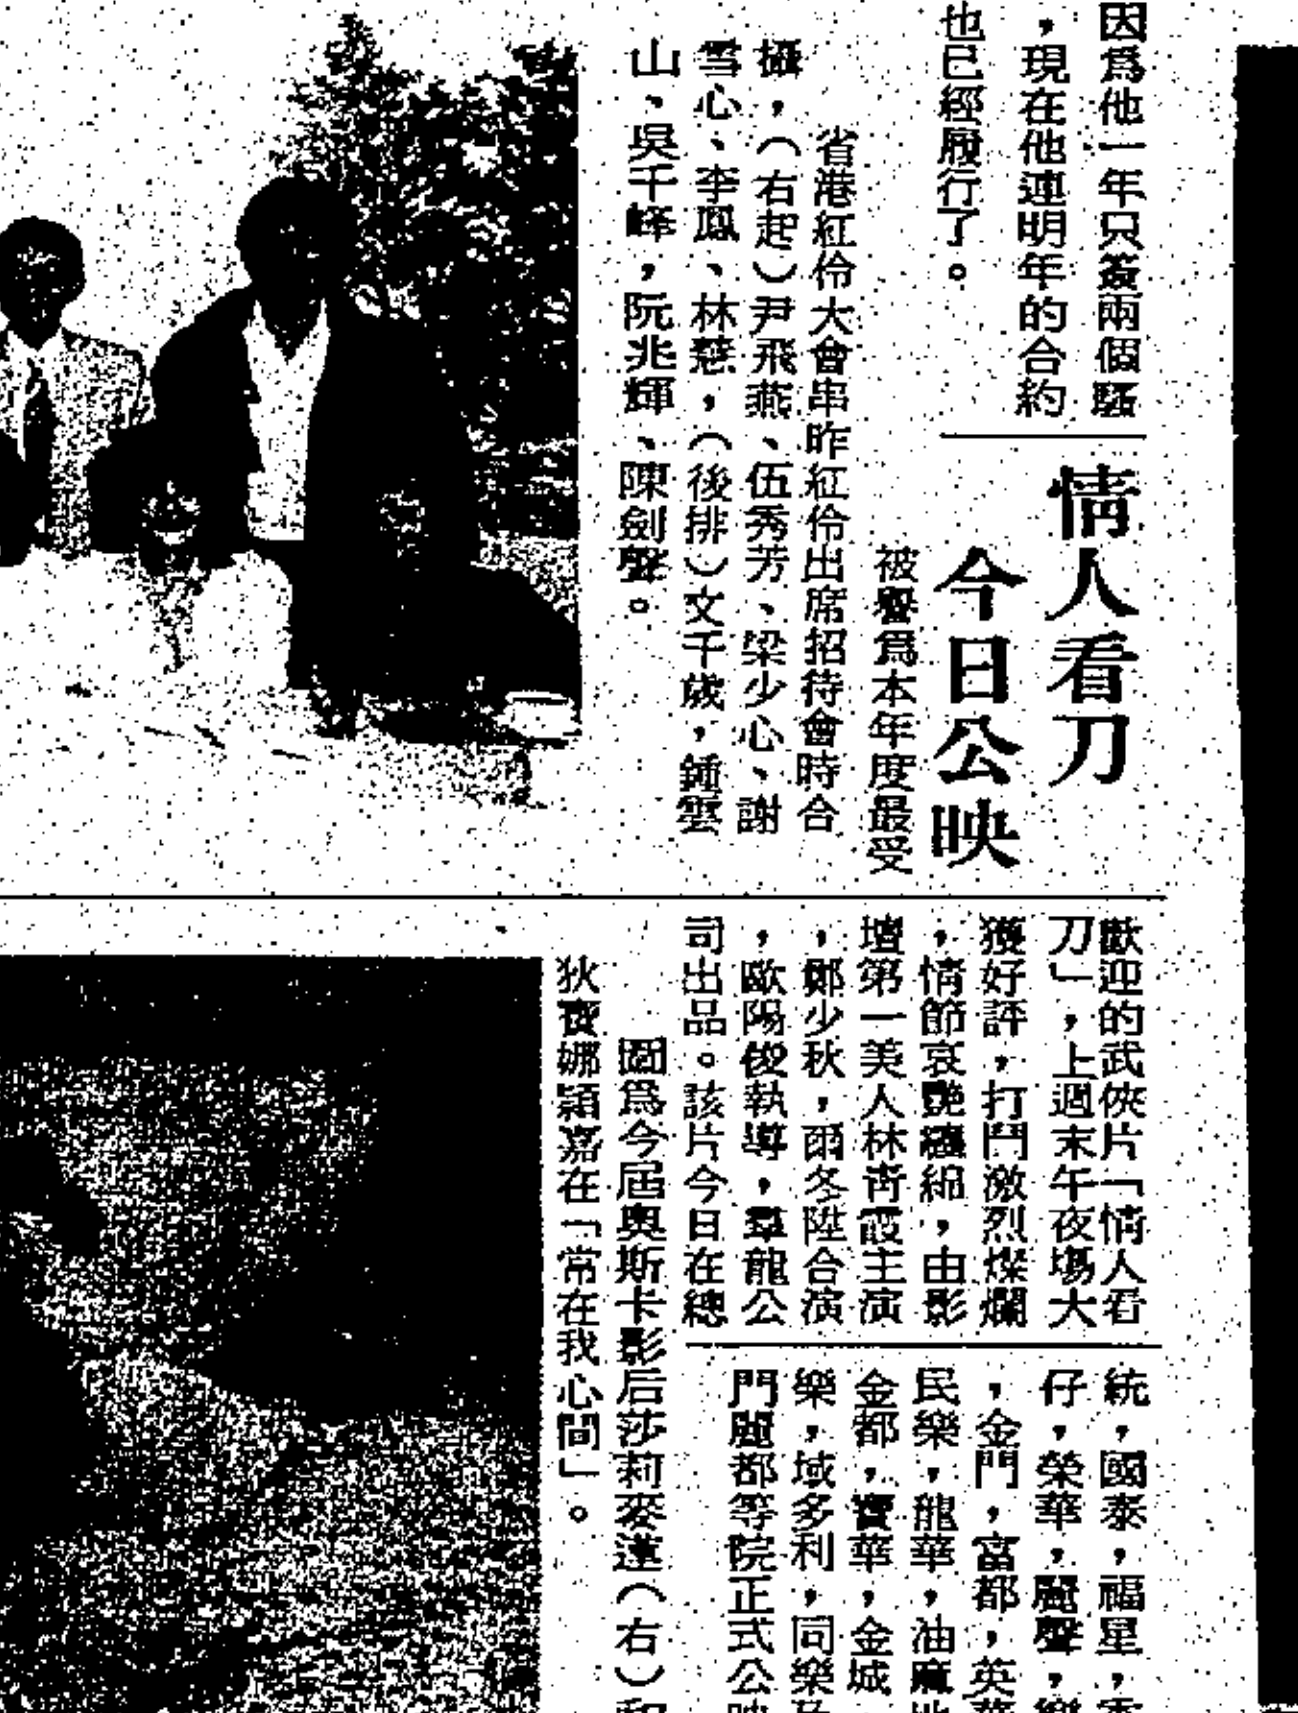 因爲他一年只簽兩個騷
，現在他連明年的合約
也已經履行了。
情人看刀
今日公映
被譽爲本年度最受
歡迎的武俠片「情人看
刀」，上週末午夜場大
獲好評，打鬥激烈燦爛
，情節哀艷纏綿，由影
壇第一美人林青霞主演
，鄭少秋，爾冬陞合演
，歐陽俊執導，羣龍公
司出品。該片今日在總
統，國泰，福星，
仔，榮華，麗聲，
，金門，富都，英華
民樂，龍華，油麻地
金都，寶華，金城
樂，域多利，同樂及
門麗都等院正式公映
省港紅伶大會串昨紅伶出席招待會時合
攝，（右起）尹飛燕、伍秀芳、梁少心、謝
雪心、李鳳、林慧，（後排）文千歲，鍾雲
山、吳千峰，阮兆輝、陳劍聲。
圖爲今屆奧斯卡影后莎莉麥蓮（右）和
狄寶娜穎嘉在「常在我心間」。